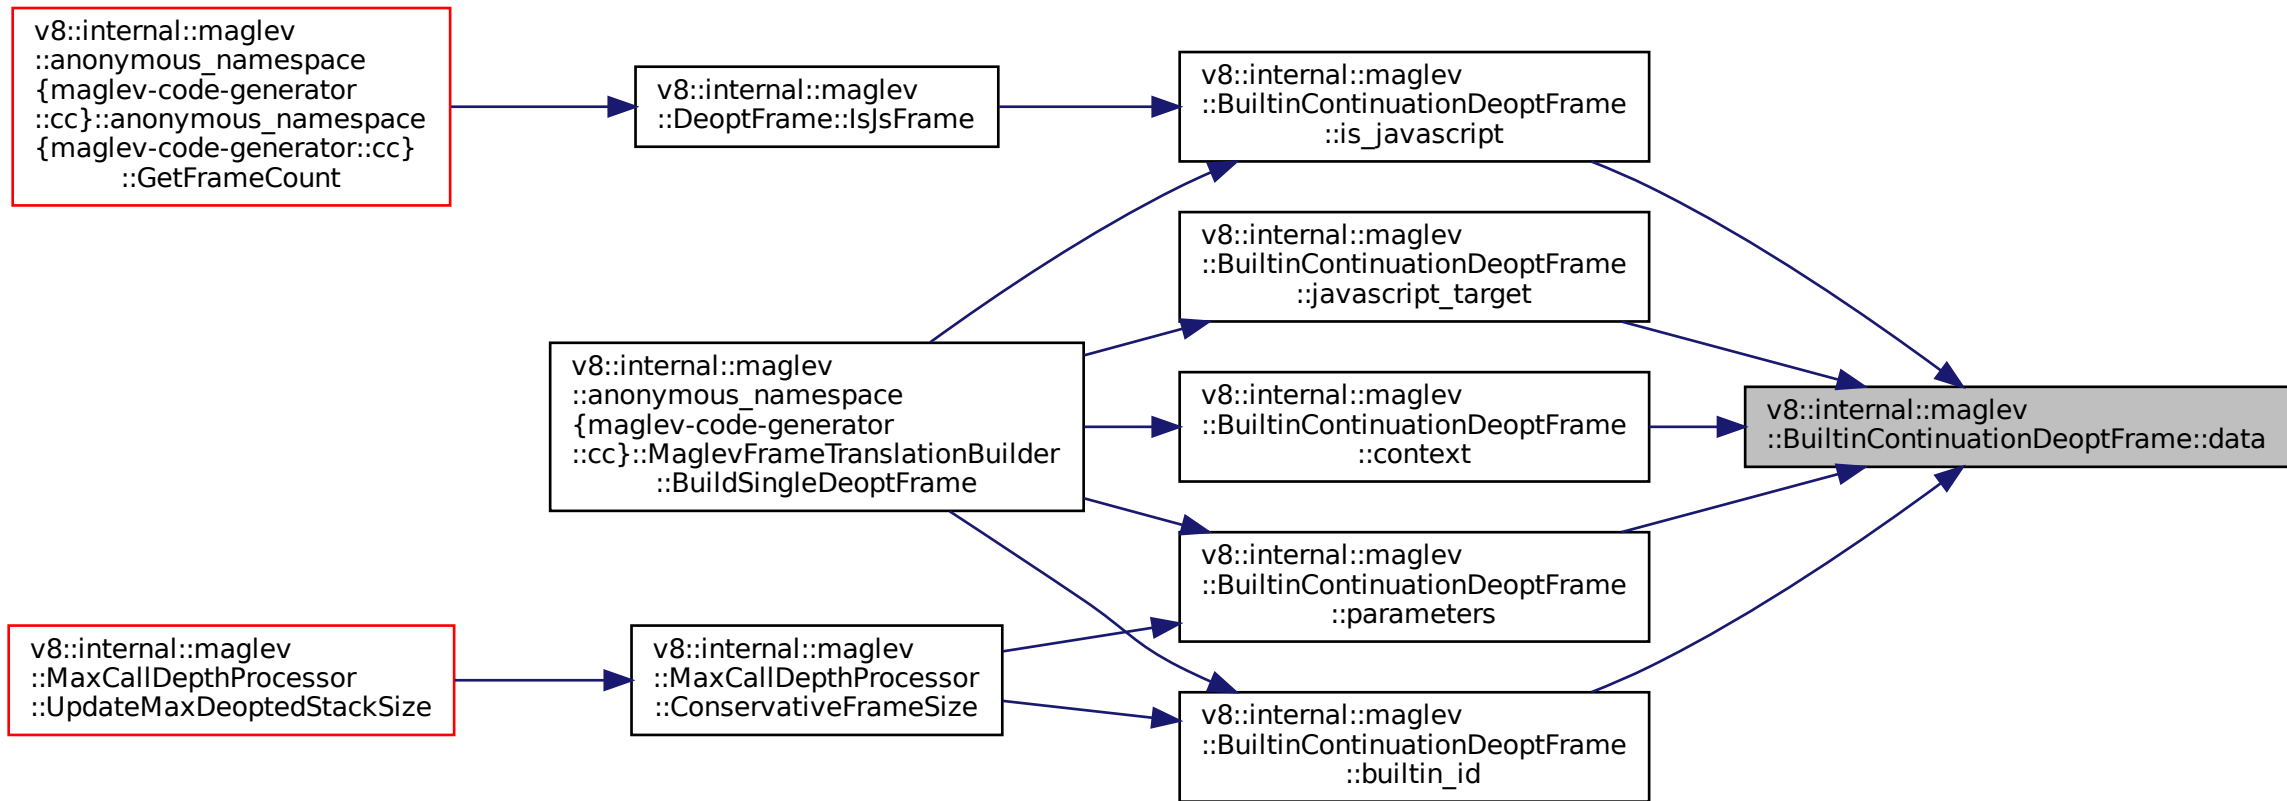 v8::internal::maglev
::anonymous_namespace
{maglev-code-generator
::cc}::anonymous_namespace
{maglev-code-generator::cc}
::GetFrameCount
v8::internal::maglev
::DeoptFrame::IsJsFrame
v8::internal::maglev
::BuiltinContinuationDeoptFrame
::is_javascript
v8::internal::maglev
::BuiltinContinuationDeoptFrame
::javascript_target
v8::internal::maglev
::anonymous_namespace
{maglev-code-generator
::cc}::MaglevFrameTranslationBuilder
::BuildSingleDeoptFrame
v8::internal::maglev
::BuiltinContinuationDeoptFrame
::context
v8::internal::maglev
::BuiltinContinuationDeoptFrame::data
v8::internal::maglev
::BuiltinContinuationDeoptFrame
::parameters
v8::internal::maglev
::MaxCallDepthProcessor
::UpdateMaxDeoptedStackSize
v8::internal::maglev
::MaxCallDepthProcessor
::ConservativeFrameSize
v8::internal::maglev
::BuiltinContinuationDeoptFrame
::builtin_id